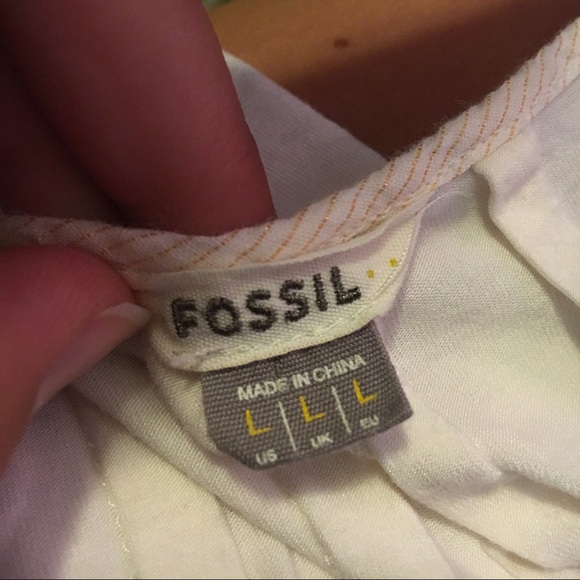 FOSSIL
MADE IN CHINA
L L L
US UK EU